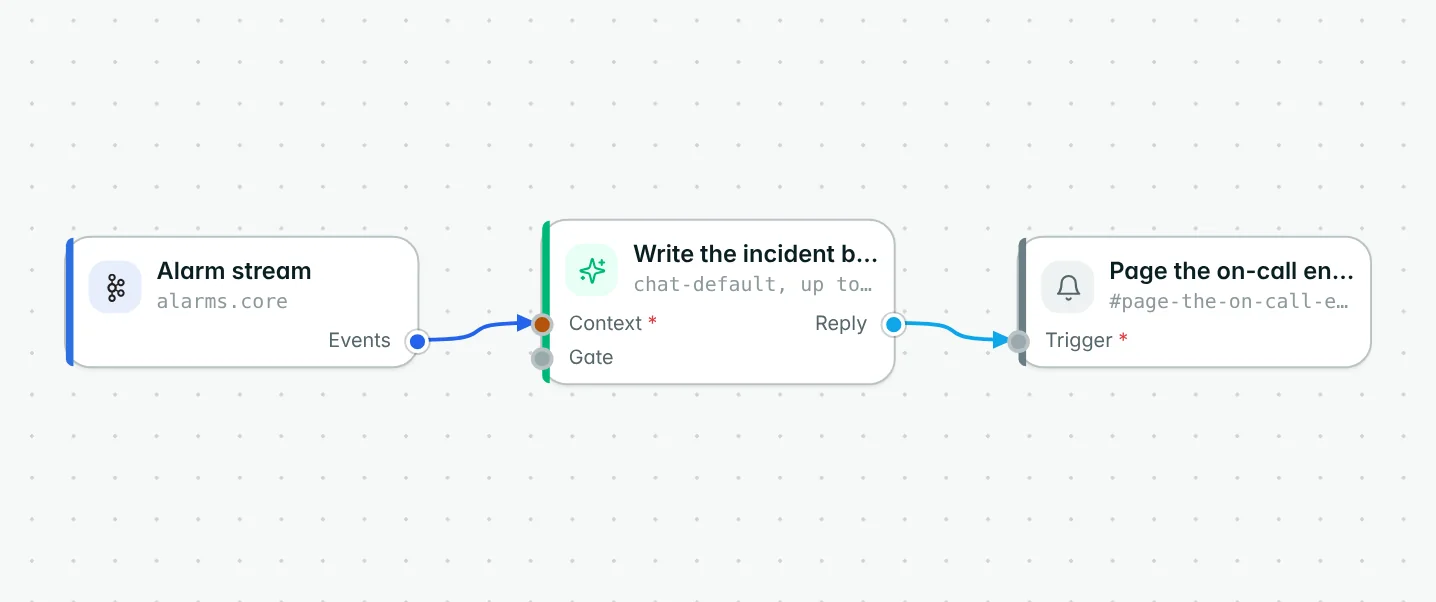 Alarm stream
alarms.core
Events
Write the incident b…
chat-default, up to…
Context *
Reply
Gate
Page the on-call en…
#page-the-on-call-e…
Trigger *